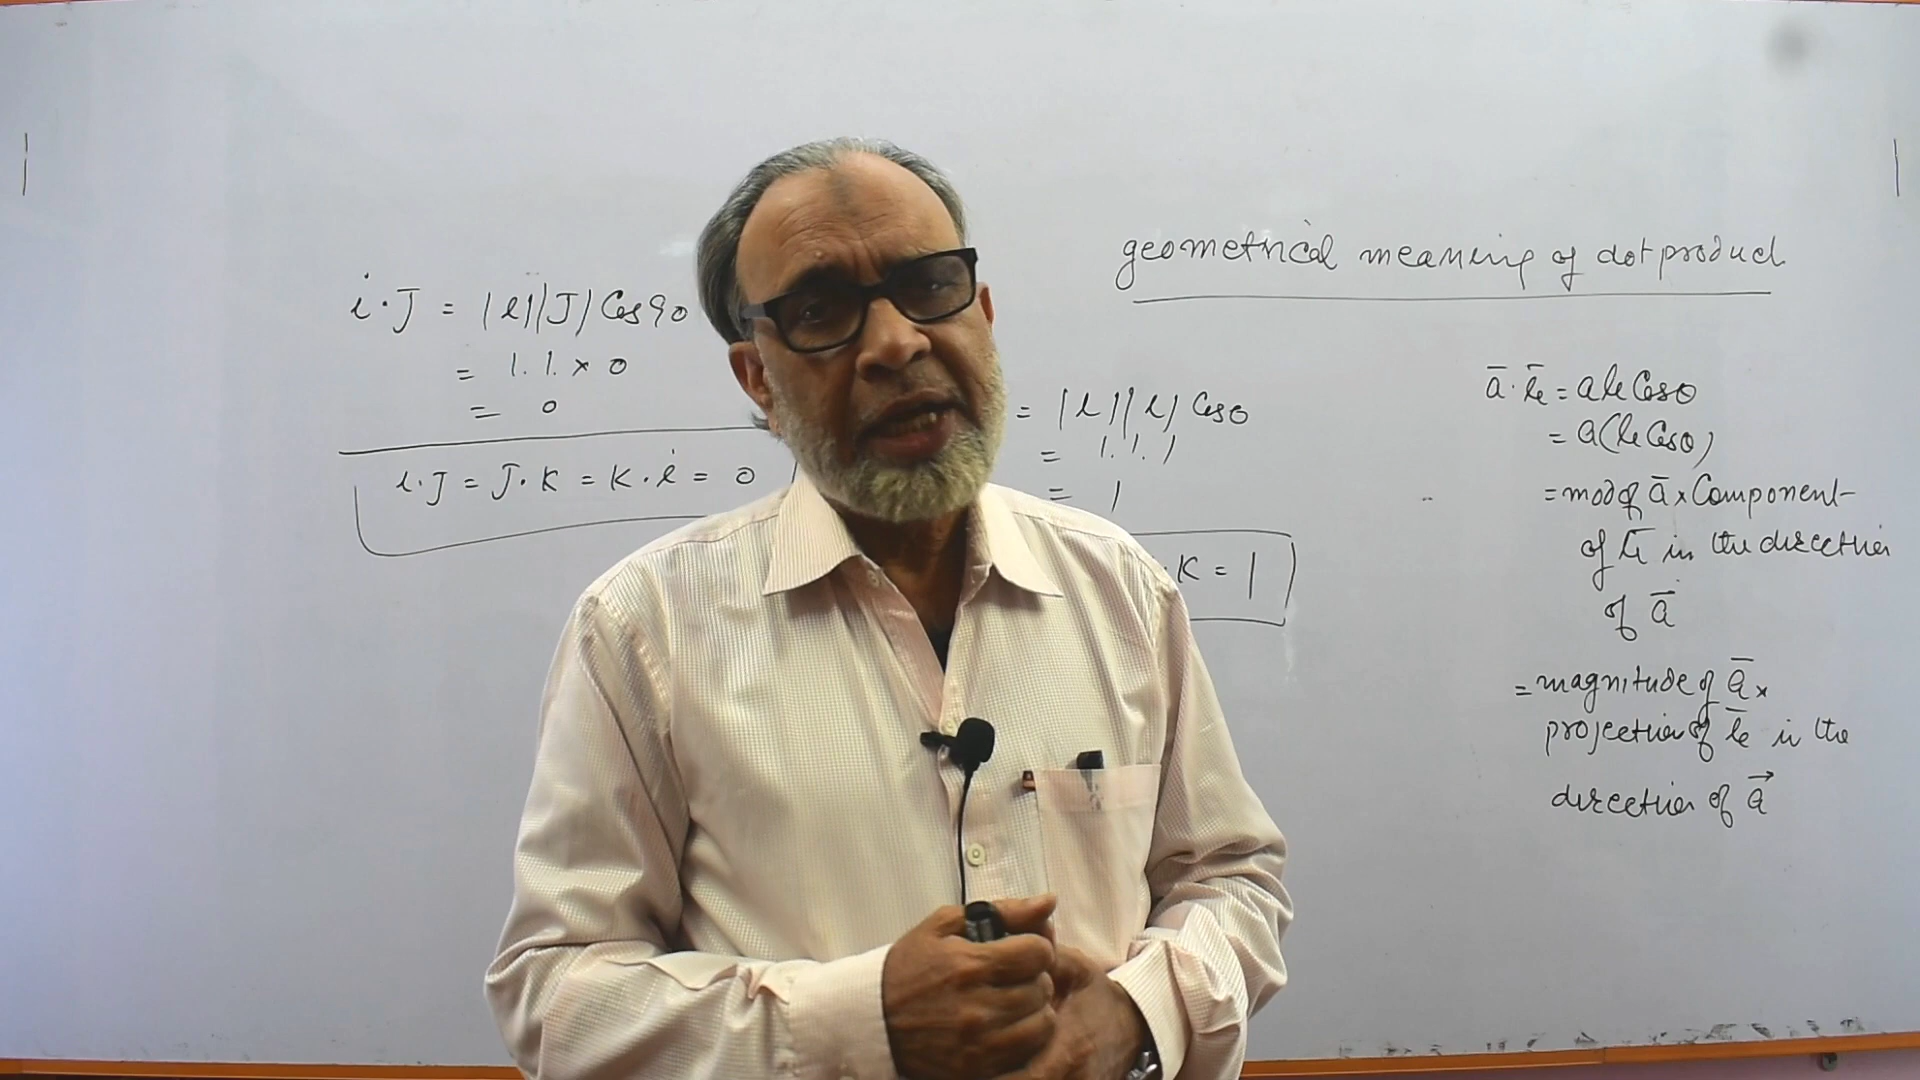 geometrical meaning of dot product
i · J = |i||J| Cos90
= 1.1. × 0
= 0
i.J = J.K = K.i = 0
= |i||i| Cos0
= 1.1.1
= 1
.K = 1
a̅ · b̅ = ab Cosθ
= a(b Cosθ)
= mod of a̅ × Component
of b̅ in the direction
of a̅
= magnitude of a̅ ×
projection of b̅ in the
direction of a⃗